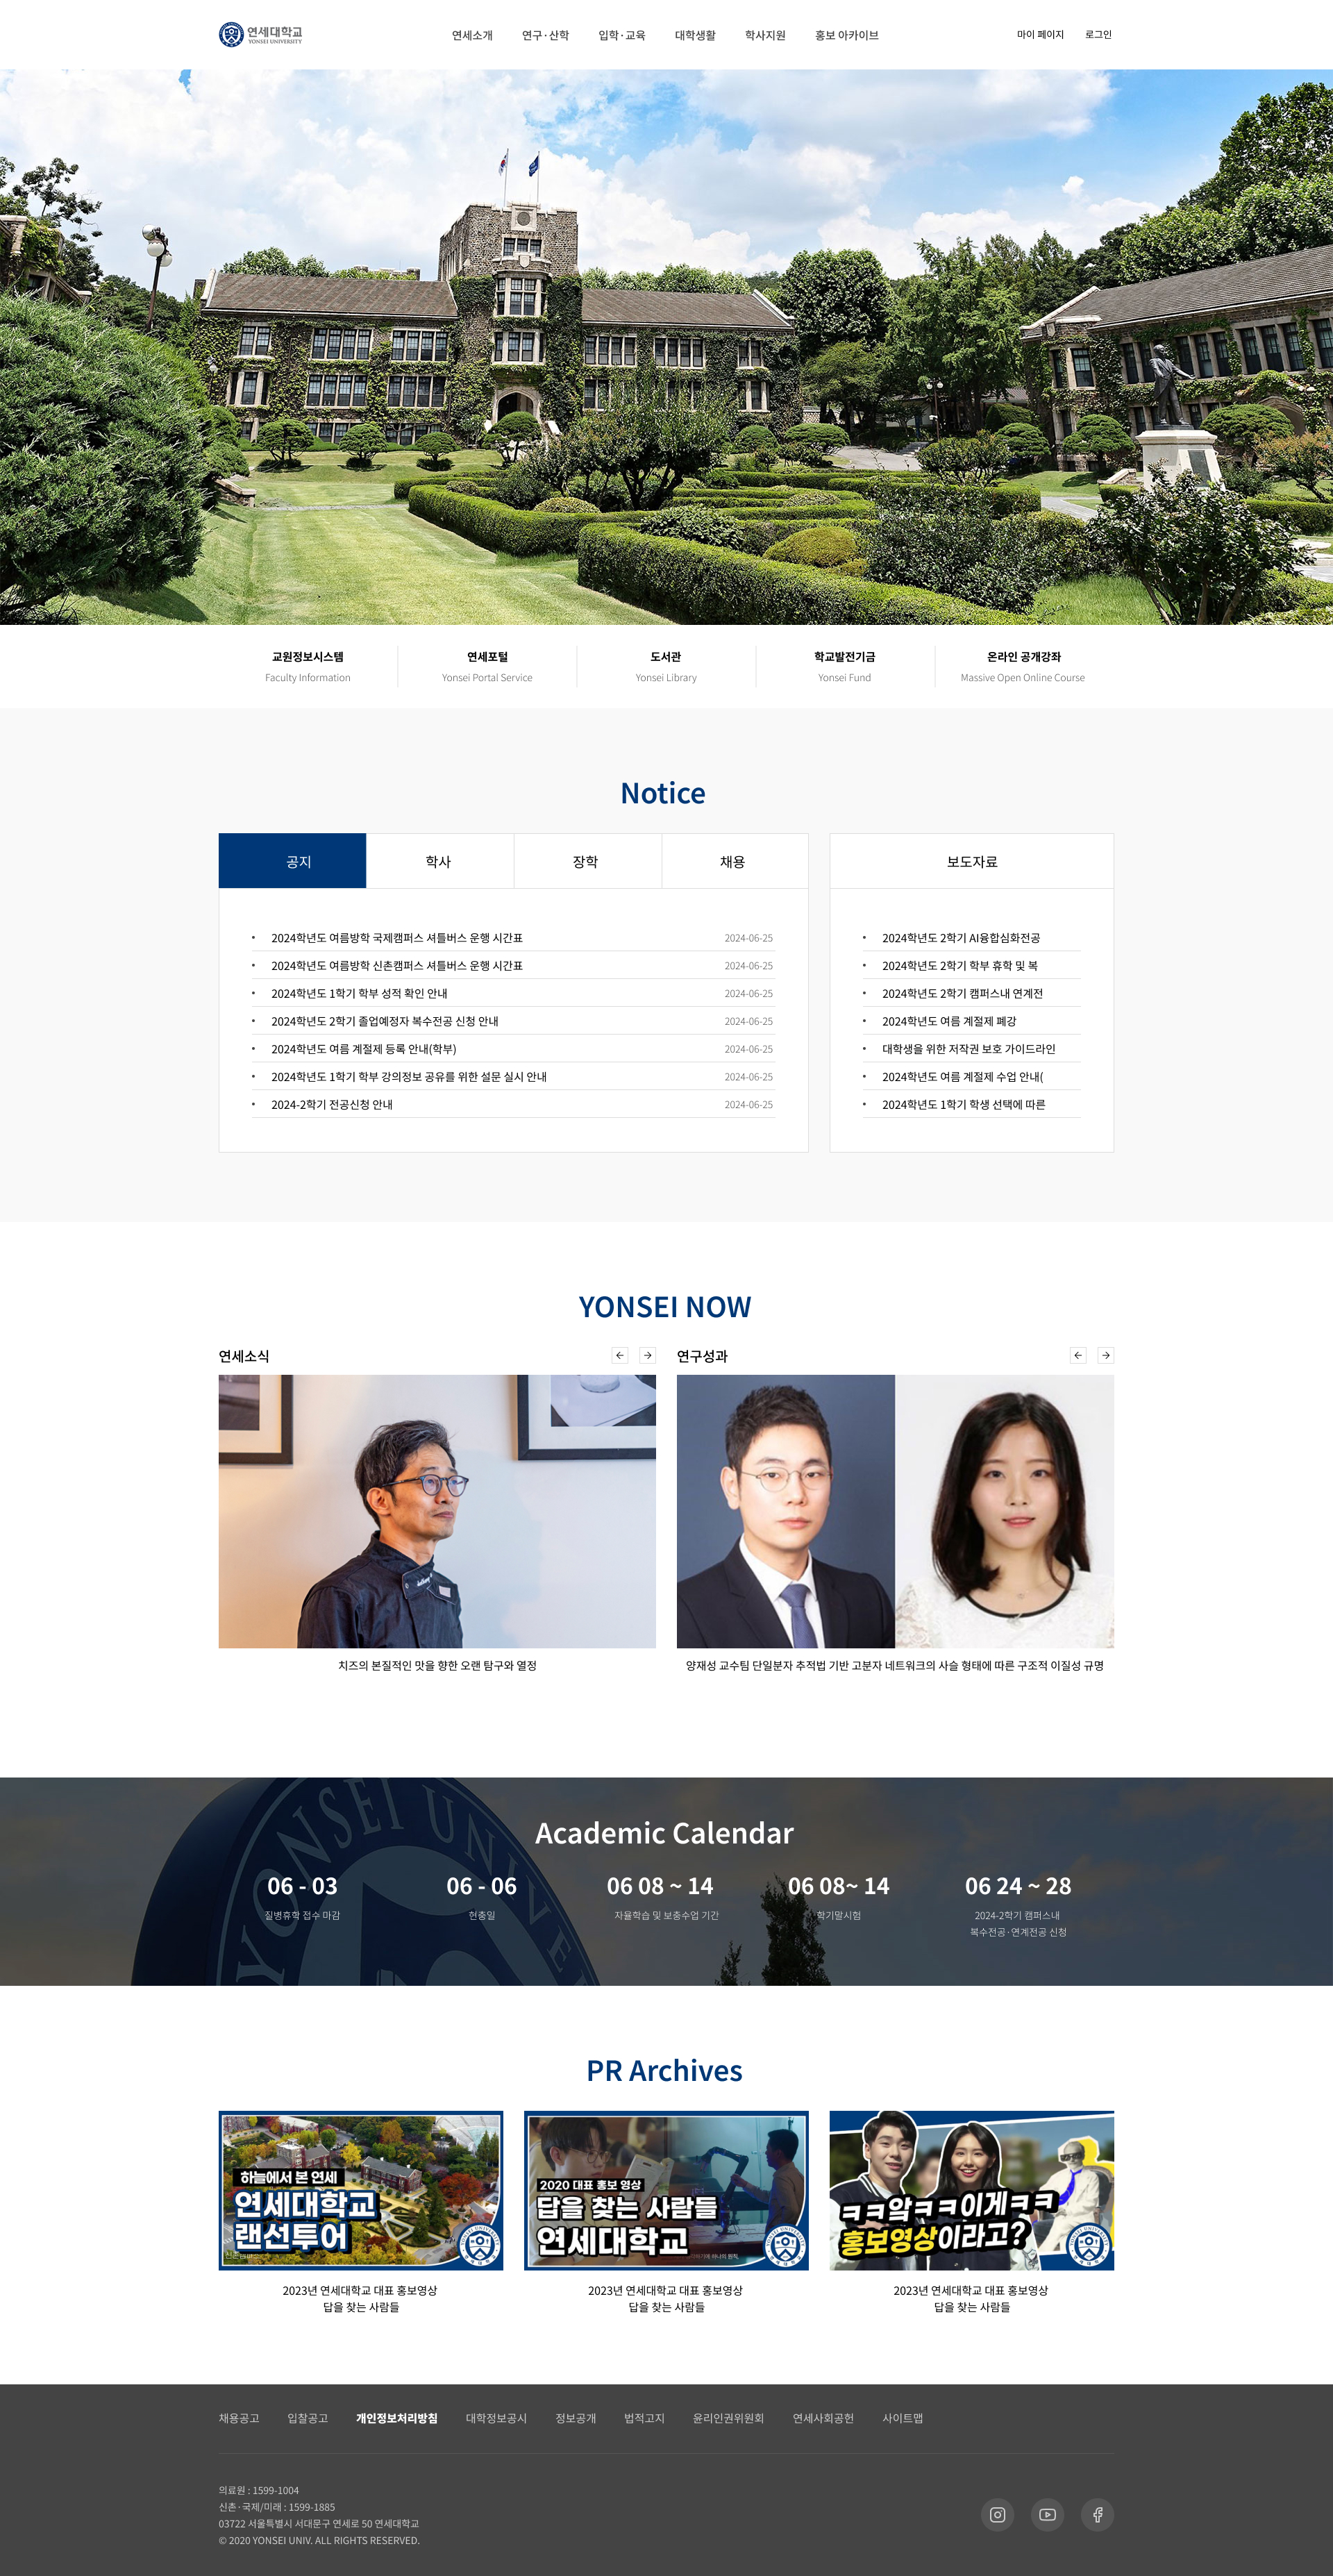 연세대학교
YONSEI UNIVERSITY
연세소개
연구·산학
입학·교육
대학생활
학사지원
홍보 아카이브
마이 페이지
로그인
교원정보시스템
Faculty Information
연세포털
Yonsei Portal Service
도서관
Yonsei Library
학교발전기금
Yonsei Fund
온라인 공개강좌
Massive Open Online Course
Notice
공지
학사
장학
채용
2024학년도 여름방학 국제캠퍼스 셔틀버스 운행 시간표 2024-06-25
2024학년도 여름방학 신촌캠퍼스 셔틀버스 운행 시간표 2024-06-25
2024학년도 1학기 학부 성적 확인 안내 2024-06-25
2024학년도 2학기 졸업예정자 복수전공 신청 안내 2024-06-25
2024학년도 여름 계절제 등록 안내(학부) 2024-06-25
2024학년도 1학기 학부 강의정보 공유를 위한 설문 실시 안내 2024-06-25
2024-2학기 전공신청 안내 2024-06-25
보도자료
2024학년도 2학기 AI융합심화전공
2024학년도 2학기 학부 휴학 및 복
2024학년도 2학기 캠퍼스내 연계전
2024학년도 여름 계절제 폐강
대학생을 위한 저작권 보호 가이드라인
2024학년도 여름 계절제 수업 안내(
2024학년도 1학기 학생 선택에 따른
YONSEI NOW
연세소식
치즈의 본질적인 맛을 향한 오랜 탐구와 열정
연구성과
양재성 교수팀 단일분자 추적법 기반 고분자 네트워크의 사슬 형태에 따른 구조적 이질성 규명
Academic Calendar
06 - 03
질병휴학 접수 마감
06 - 06
현충일
06 08 ~ 14
자율학습 및 보충수업 기간
06 08~ 14
학기말시험
06 24 ~ 28
2024-2학기 캠퍼스내
복수전공·연계전공 신청
YONSEI UNIVE
PR Archives
하늘에서 본 연세
연세대학교
랜선투어
2023년 연세대학교 대표 홍보영상
답을 찾는 사람들
2020 대표 홍보 영상
답을 찾는 사람들
연세대학교
2023년 연세대학교 대표 홍보영상
답을 찾는 사람들
ㅋㅋ앜ㅋㅋ이게ㅋㅋ
홍보영상이라고?
2023년 연세대학교 대표 홍보영상
답을 찾는 사람들
채용공고
입찰공고
개인정보처리방침
대학정보공시
정보공개
법적고지
윤리인권위원회
연세사회공헌
사이트맵
의료원 : 1599-1004
신촌·국제/미래 : 1599-1885
03722 서울특별시 서대문구 연세로 50 연세대학교
© 2020 YONSEI UNIV. ALL RIGHTS RESERVED.